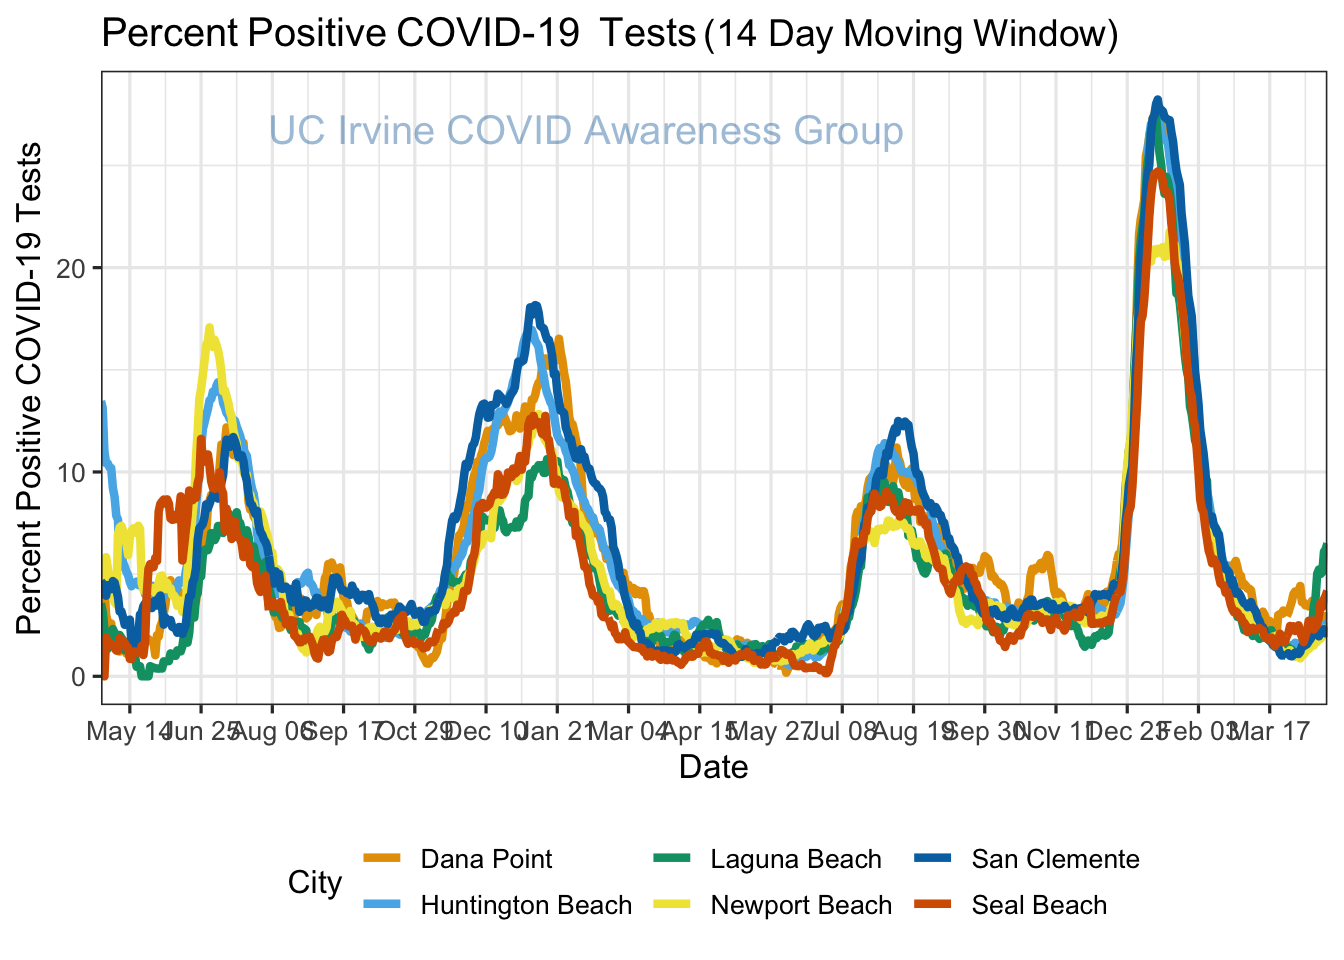 Percent Positive COVID-19 Tests (14 Day Moving Window)
UC Irvine COVID Awareness Group
Percent Positive COVID-19 Tests
20
10
0
May 14 Jun 25 Aug 06 Sep 17 Oct 29 Dec 10 Jan 21 Mar 04 Apr 15 May 27 Jul 08 Aug 19 Sep 30 Nov 11 Dec 23 Feb 03 Mar 17
Date
City
Dana Point Laguna Beach San Clemente
Huntington Beach Newport Beach Seal Beach